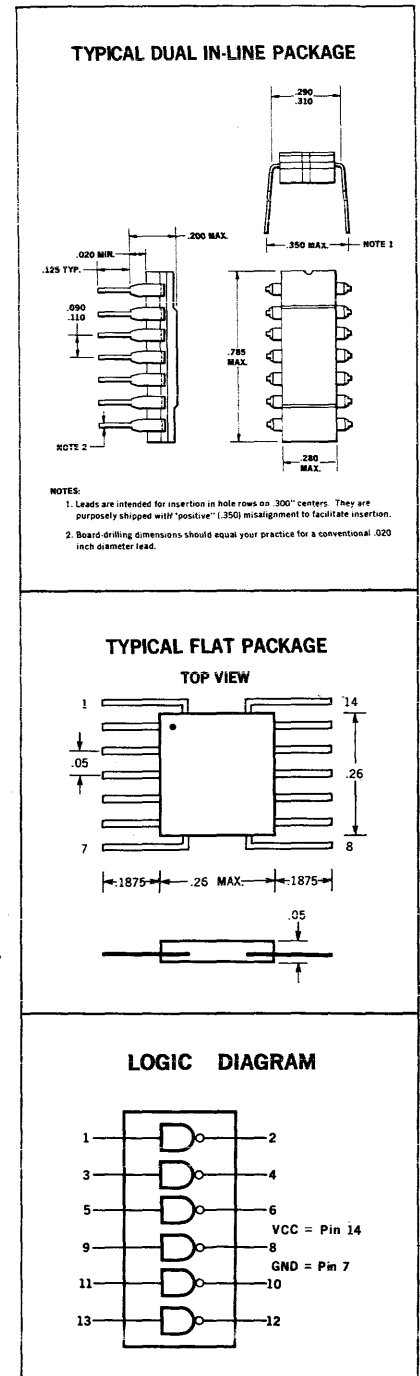 TYPICAL DUAL IN-LINE PACKAGE
.290
.310
.350 MAX.
NOTE 1
.200 MAX.
.020 MIN.
.125 TYP.
.090
.110
.785
MAX.
NOTE 2
.280
MAX.
NOTES:
1. Leads are intended for insertion in hole rows on .300" centers. They are
purposely shipped with "positive" (.350) misalignment to facilitate insertion.
2. Board-drilling dimensions should equal your practice for a conventional .020
inch diameter lead.
TYPICAL FLAT PACKAGE
TOP VIEW
1
14
.05
.26
7
8
.1875
.26 MAX.
.1875
.05
LOGIC DIAGRAM
1
2
3
4
5
6
VCC = Pin 14
9
8
GND = Pin 7
11
10
13
12